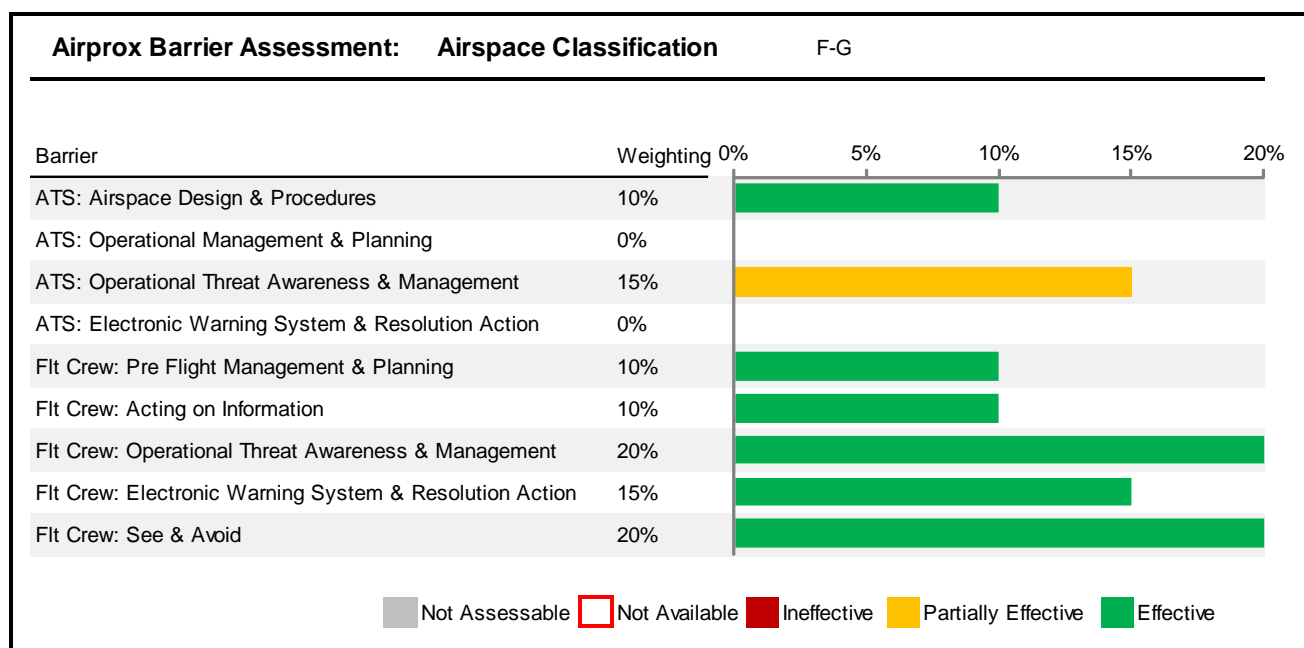 Airprox Barrier Assessment: Airspace Classification F-G
Barrier Weighting 0% 5% 10% 15% 20%
ATS: Airspace Design & Procedures 10%
ATS: Operational Management & Planning 0%
ATS: Operational Threat Awareness & Management 15%
ATS: Electronic Warning System & Resolution Action 0%
Flt Crew: Pre Flight Management & Planning 10%
Flt Crew: Acting on Information 10%
Flt Crew: Operational Threat Awareness & Management 20%
Flt Crew: Electronic Warning System & Resolution Action 15%
Flt Crew: See & Avoid 20%
Not Assessable Not Available Ineffective Partially Effective Effective